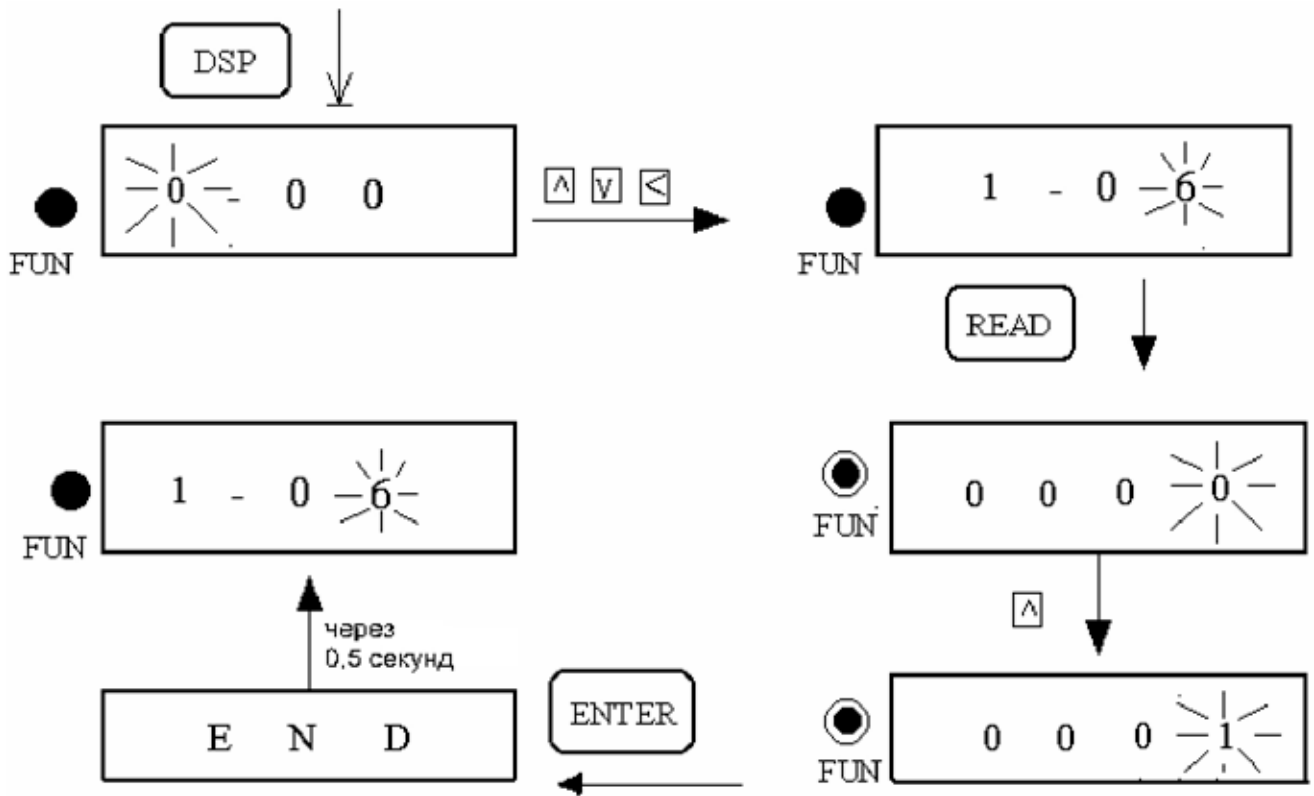 DSP
0 - 0 0
FUN
^ v <
1 - 0 6
FUN
READ
0 0 0 0
FUN
^
0 0 0 1
FUN
ENTER
E N D
через
0,5 секунд
1 - 0 6
FUN